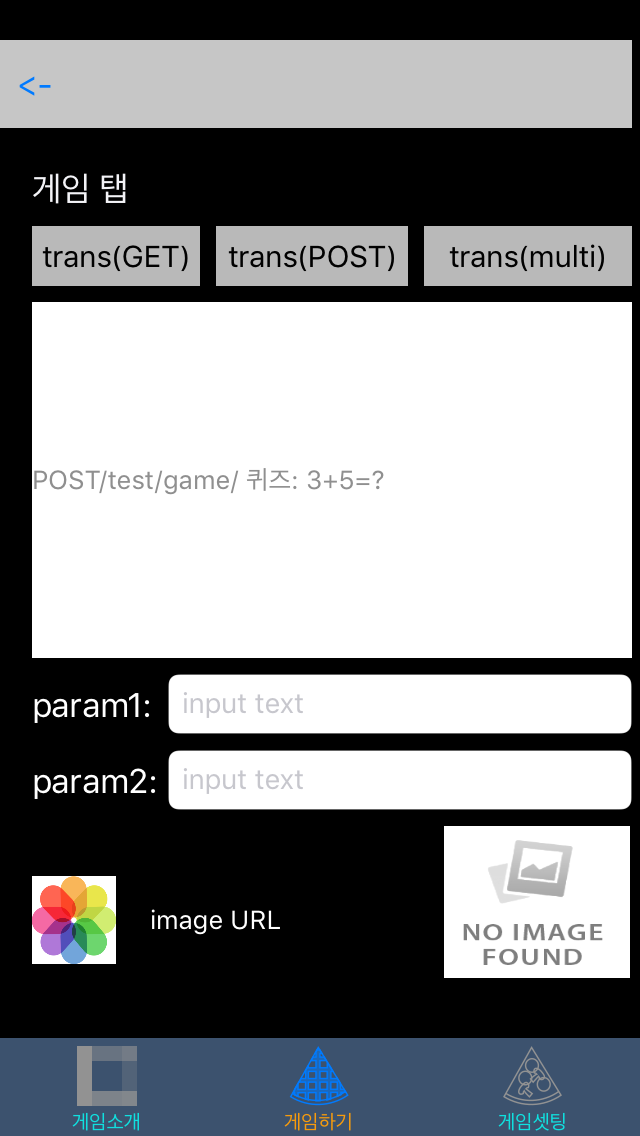 <-
게임 탭
trans(GET) trans(POST) trans(multi)
POST/test/game/ 퀴즈: 3+5=?
param1: input text
param2: input text
image URL
NO IMAGE
FOUND
게임소개 게임하기 게임셋팅